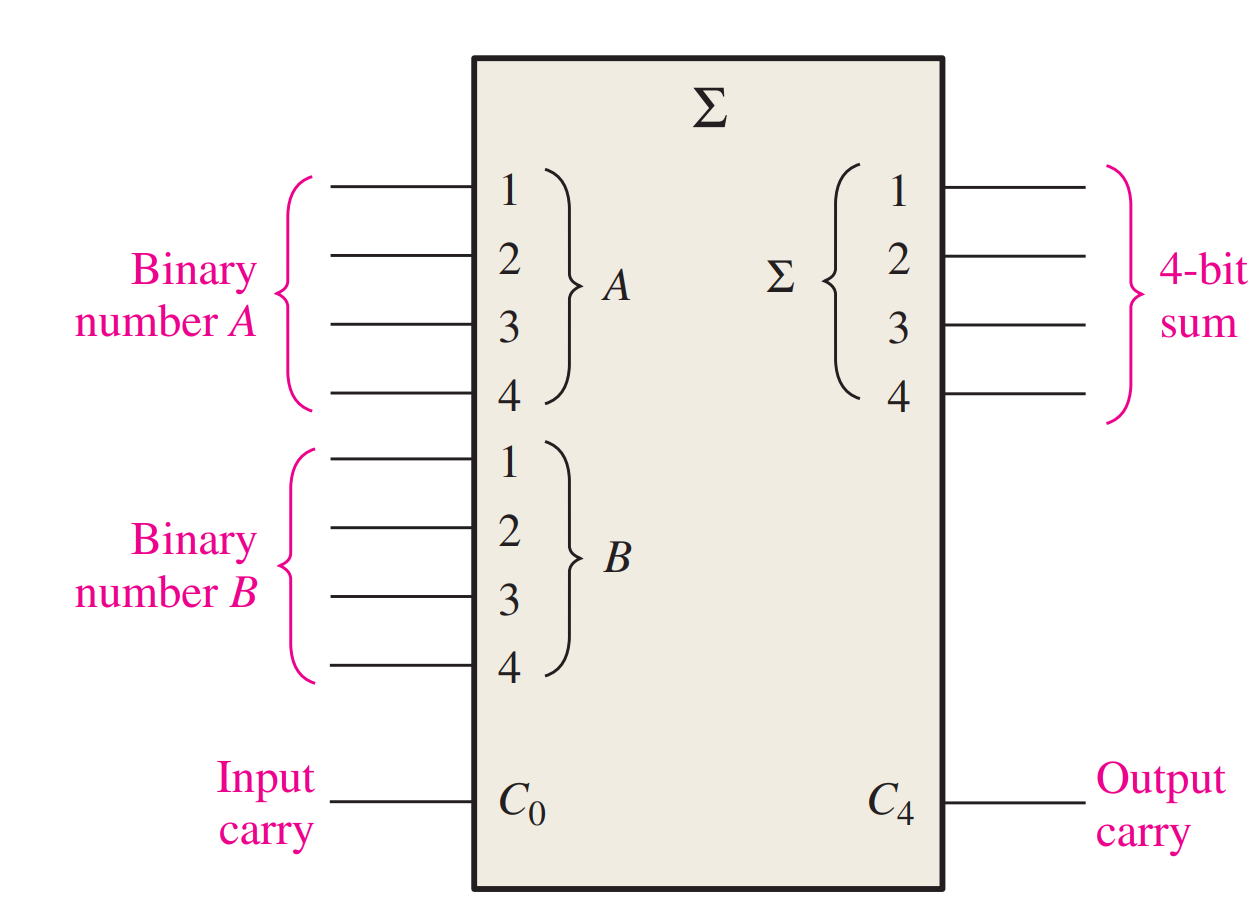 Σ
Binary
number A
1
2
3
4
A
Σ
1
2
3
4
4-bit
sum
Binary
number B
1
2
3
4
B
Input
carry
C₀
C₄
Output
carry